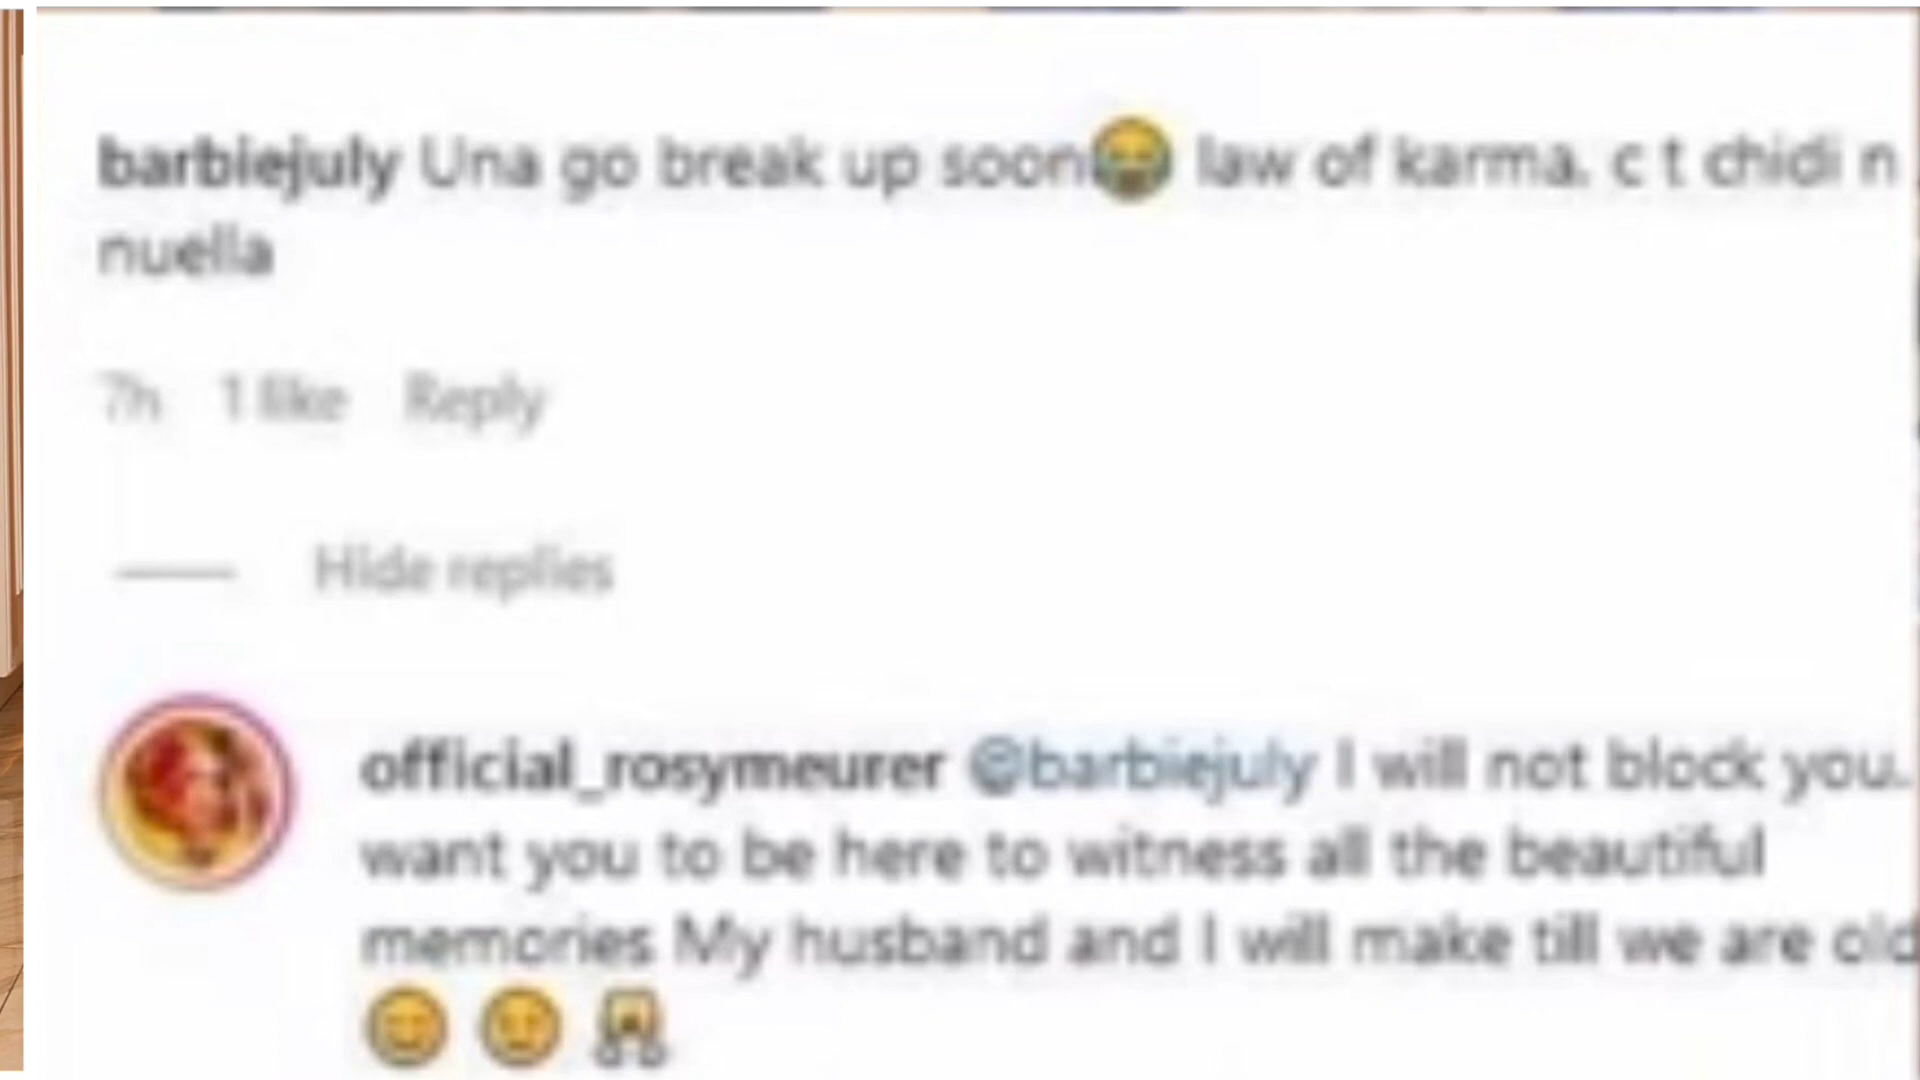 barbiejuly Una go break up soon😂 law of karma. c t chidi n
nuella
7h 1 like Reply
Hide replies
official_rosymeurer @barbiejuly I will not block you.
want you to be here to witness all the beautiful
memories My husband and I will make till we are old